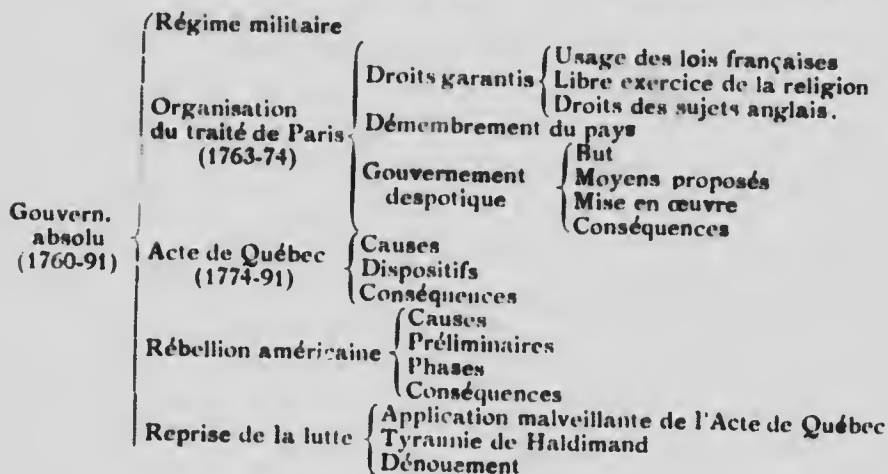 Régime militaire
Usage des lois françaises
Droits garantis
Libre exercice de la religion
Droits des sujets anglais.
Organisation
du traité de Paris
(1763-74)
Démembrement du pays
Gouvernement
despotique
But
Moyens proposés
Mise en œuvre
Conséquences
Gouvern.
absolu
(1760-91)
Acte de Québec
(1774-91)
Causes
Dispositifs
Conséquences
Rébellion américaine
Causes
Préliminaires
Phases
Conséquences
Reprise de la lutte
Application malveillante de l'Acte de Québec
Tyrannie de Haldimand
Dénouement